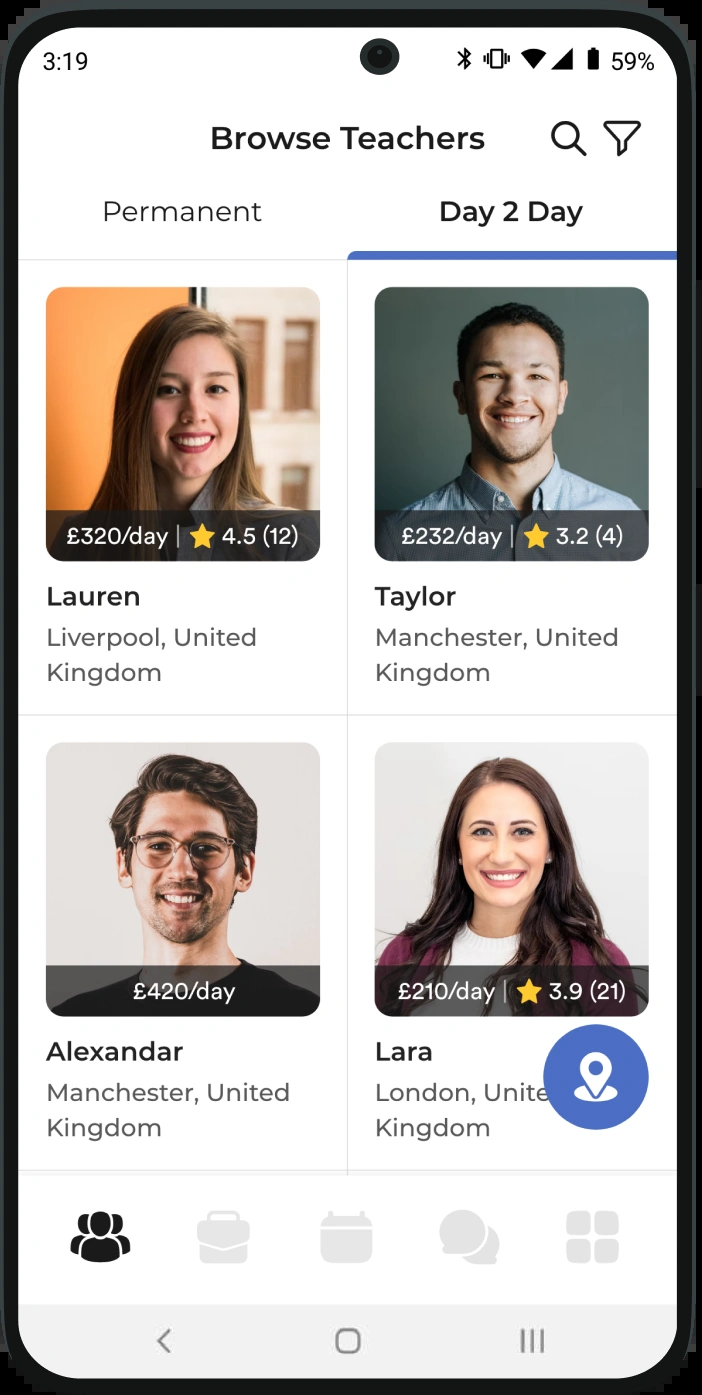 3:19
59%
Browse Teachers
Permanent
Day 2 Day
£320/day | ⭐ 4.5 (12)
£232/day | ⭐ 3.2 (4)
Lauren
Liverpool, United
Kingdom
Taylor
Manchester, United
Kingdom
£420/day
£210/day | ⭐ 3.9 (21)
Alexandar
Manchester, United
Kingdom
Lara
London, Unite
Kingdom